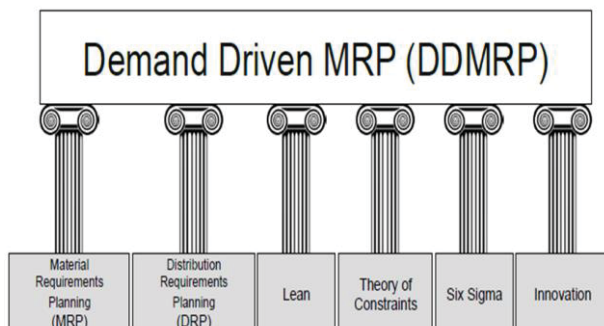 Demand Driven MRP (DDMRP)
Material
Requirements
Planning
(MRP)
Distribution
Requirements
Planning
(DRP)
Lean
Theory of
Constraints
Six Sigma
Innovation